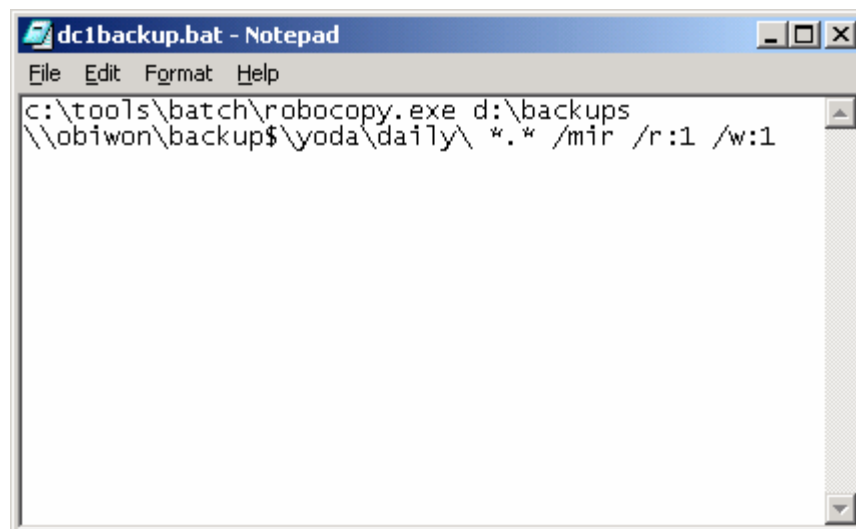 dc1backup.bat - Notepad
File Edit Format Help
c:\tools\batch\robocopy.exe d:\backups
\\obiwon\backup$\yoda\daily\ *.* /mir /r:1 /w:1